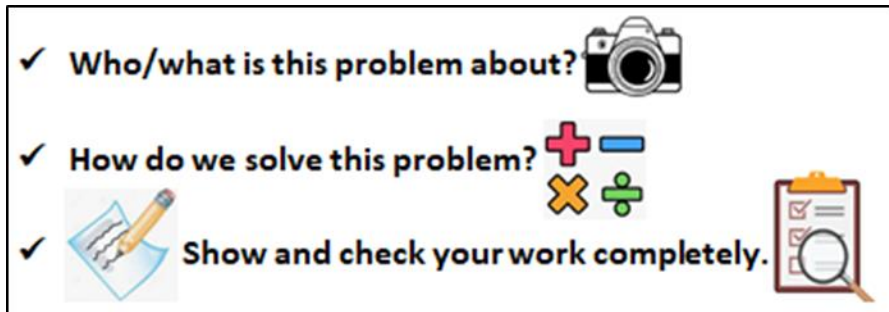 ✓ Who/what is this problem about?
✓ How do we solve this problem?
✓ Show and check your work completely.